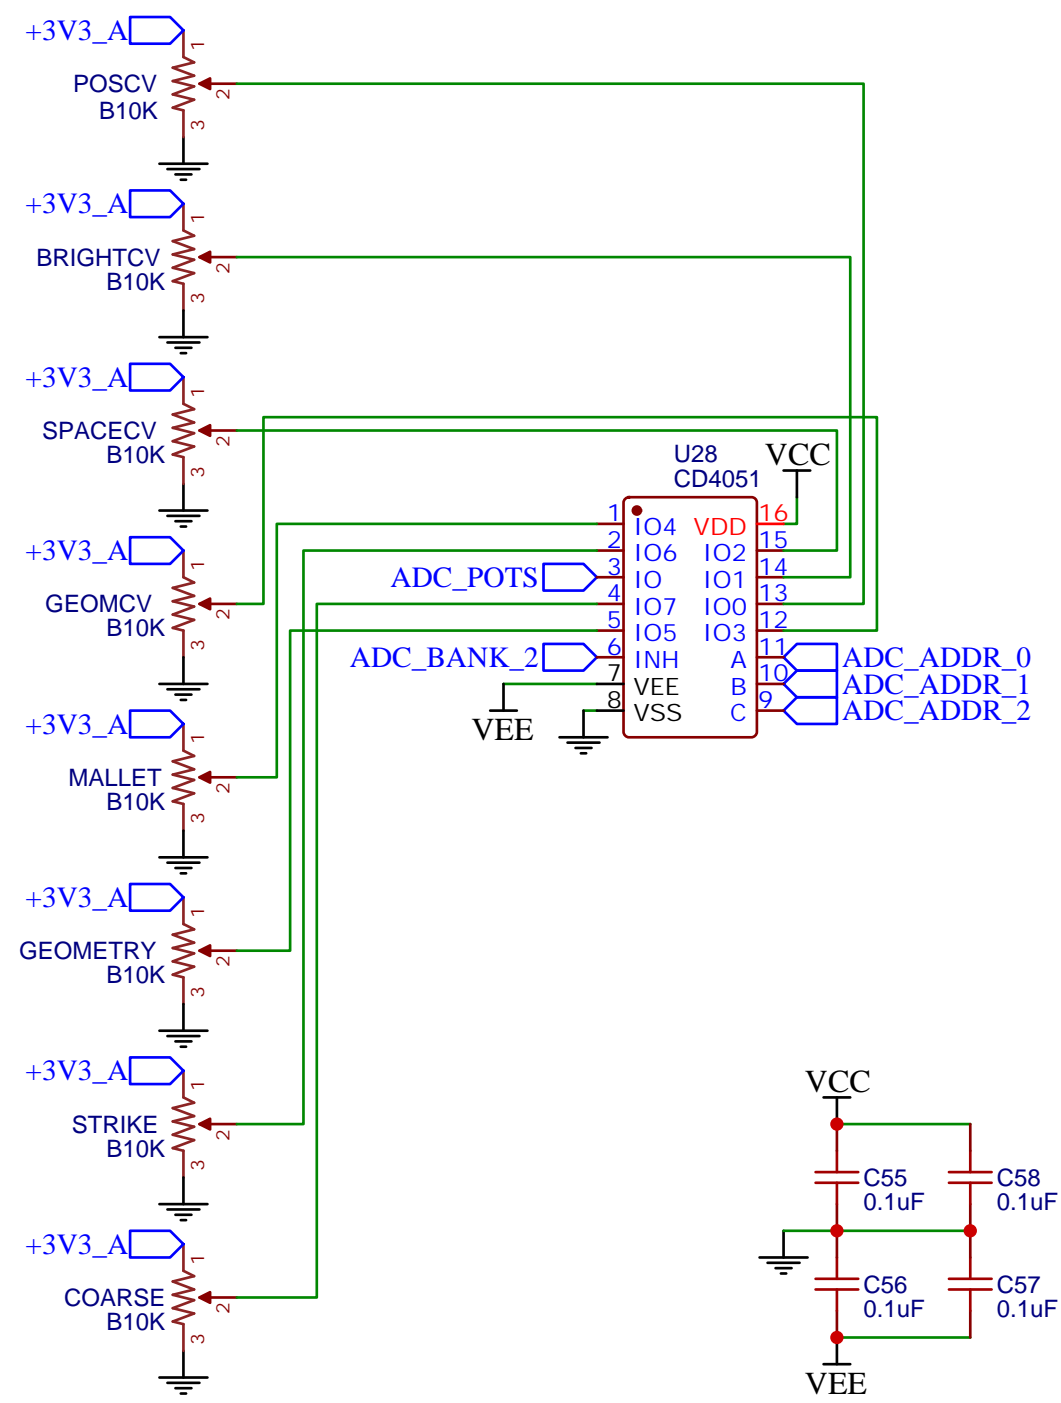 +3V3_A
1
POSCV
B10K
2
3
+3V3_A
1
BRIGHTCV
B10K
2
3
+3V3_A
1
SPACECV
B10K
2
3
+3V3_A
1
GEOMCV
B10K
2
3
+3V3_A
1
MALLET
B10K
2
3
+3V3_A
1
GEOMETRY
B10K
2
3
+3V3_A
1
STRIKE
B10K
2
3
+3V3_A
1
COARSE
B10K
2
3
U28
CD4051
VCC
1 IO4 VDD 16
2 IO6 IO2 15
ADC_POTS 3 IO IO1 14
4 IO7 IO0 13
5 IO5 IO3 12
ADC_BANK_2 6 INH A 11 ADC_ADDR_0
7 VEE B 10 ADC_ADDR_1
8 VSS C 9 ADC_ADDR_2
VEE
VCC
C55
0.1uF
C58
0.1uF
C56
0.1uF
C57
0.1uF
VEE